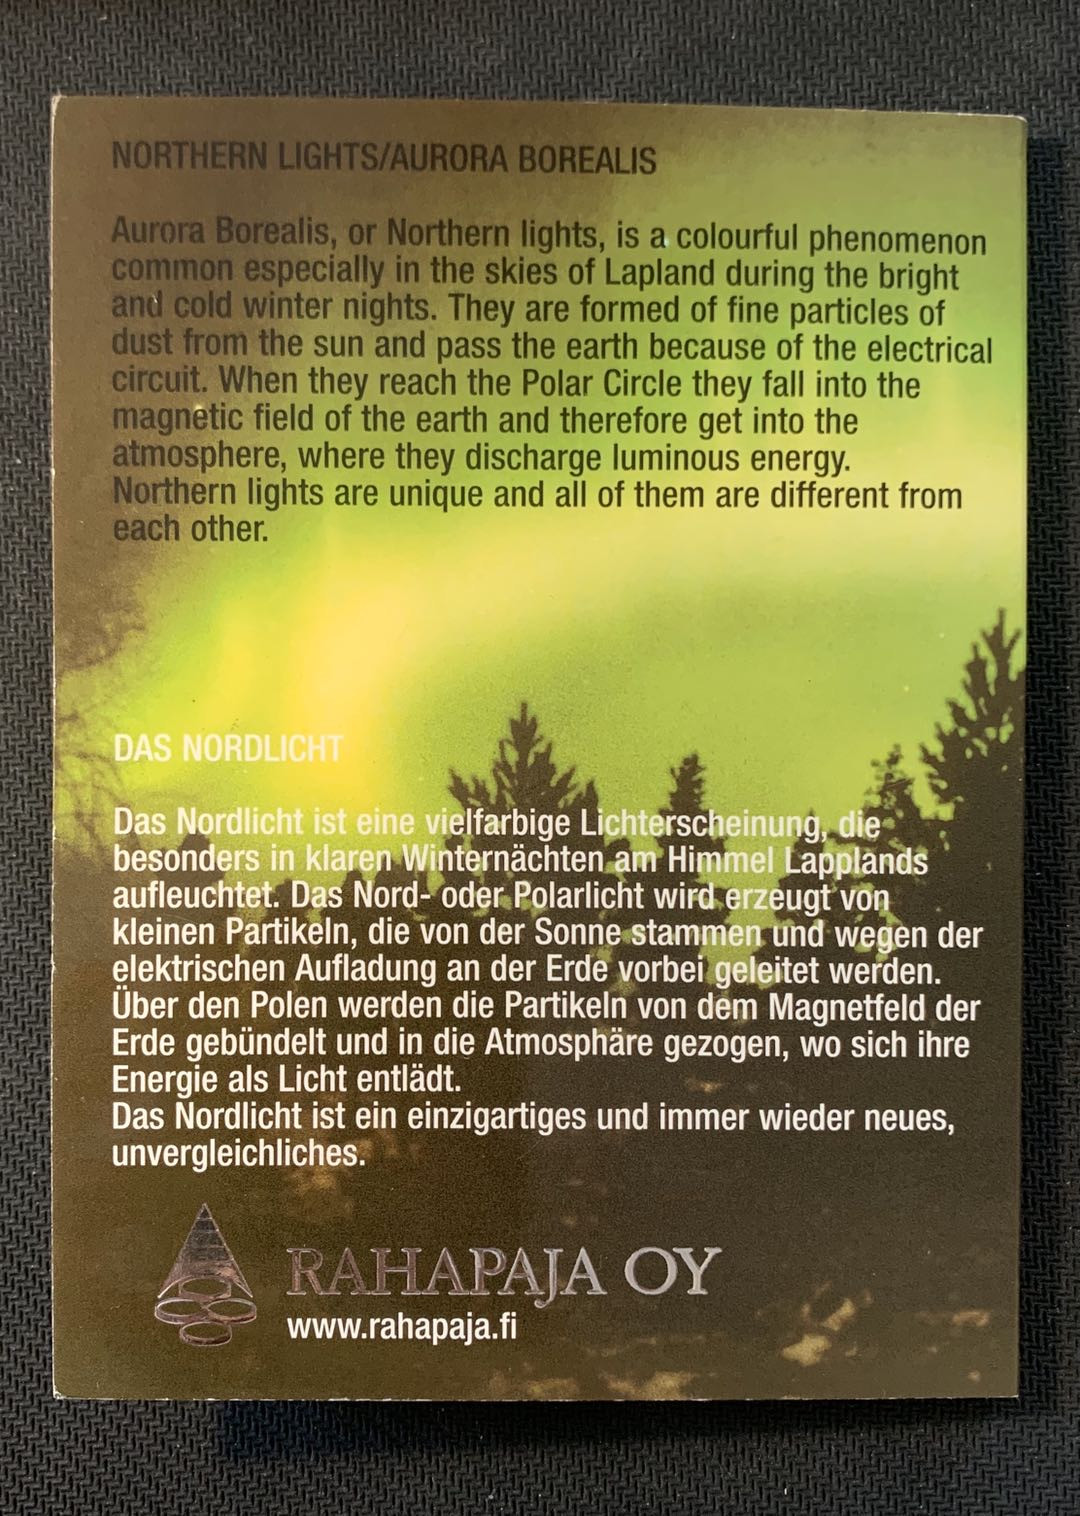 NORTHERN LIGHTS/AURORA BOREALIS
Aurora Borealis, or Northern lights, is a colourful phenomenon
common especially in the skies of Lapland during the bright
and cold winter nights. They are formed of fine particles of
dust from the sun and pass the earth because of the electrical
circuit. When they reach the Polar Circle they fall into the
magnetic field of the earth and therefore get into the
atmosphere, where they discharge luminous energy.
Northern lights are unique and all of them are different from
each other.
DAS NORDLICHT
Das Nordlicht ist eine vielfarbige Lichterscheinung, die
besonders in klaren Winternächten am Himmel Lapplands
aufleuchtet. Das Nord- oder Polarlicht wird erzeugt von
kleinen Partikeln, die von der Sonne stammen und wegen der
elektrischen Aufladung an der Erde vorbei geleitet werden.
Über den Polen werden die Partikeln von dem Magnetfeld der
Erde gebündelt und in die Atmosphäre gezogen, wo sich ihre
Energie als Licht entlädt.
Das Nordlicht ist ein einzigartiges und immer wieder neues,
unvergleichliches.
RAHAPAJA OY
www.rahapaja.fi